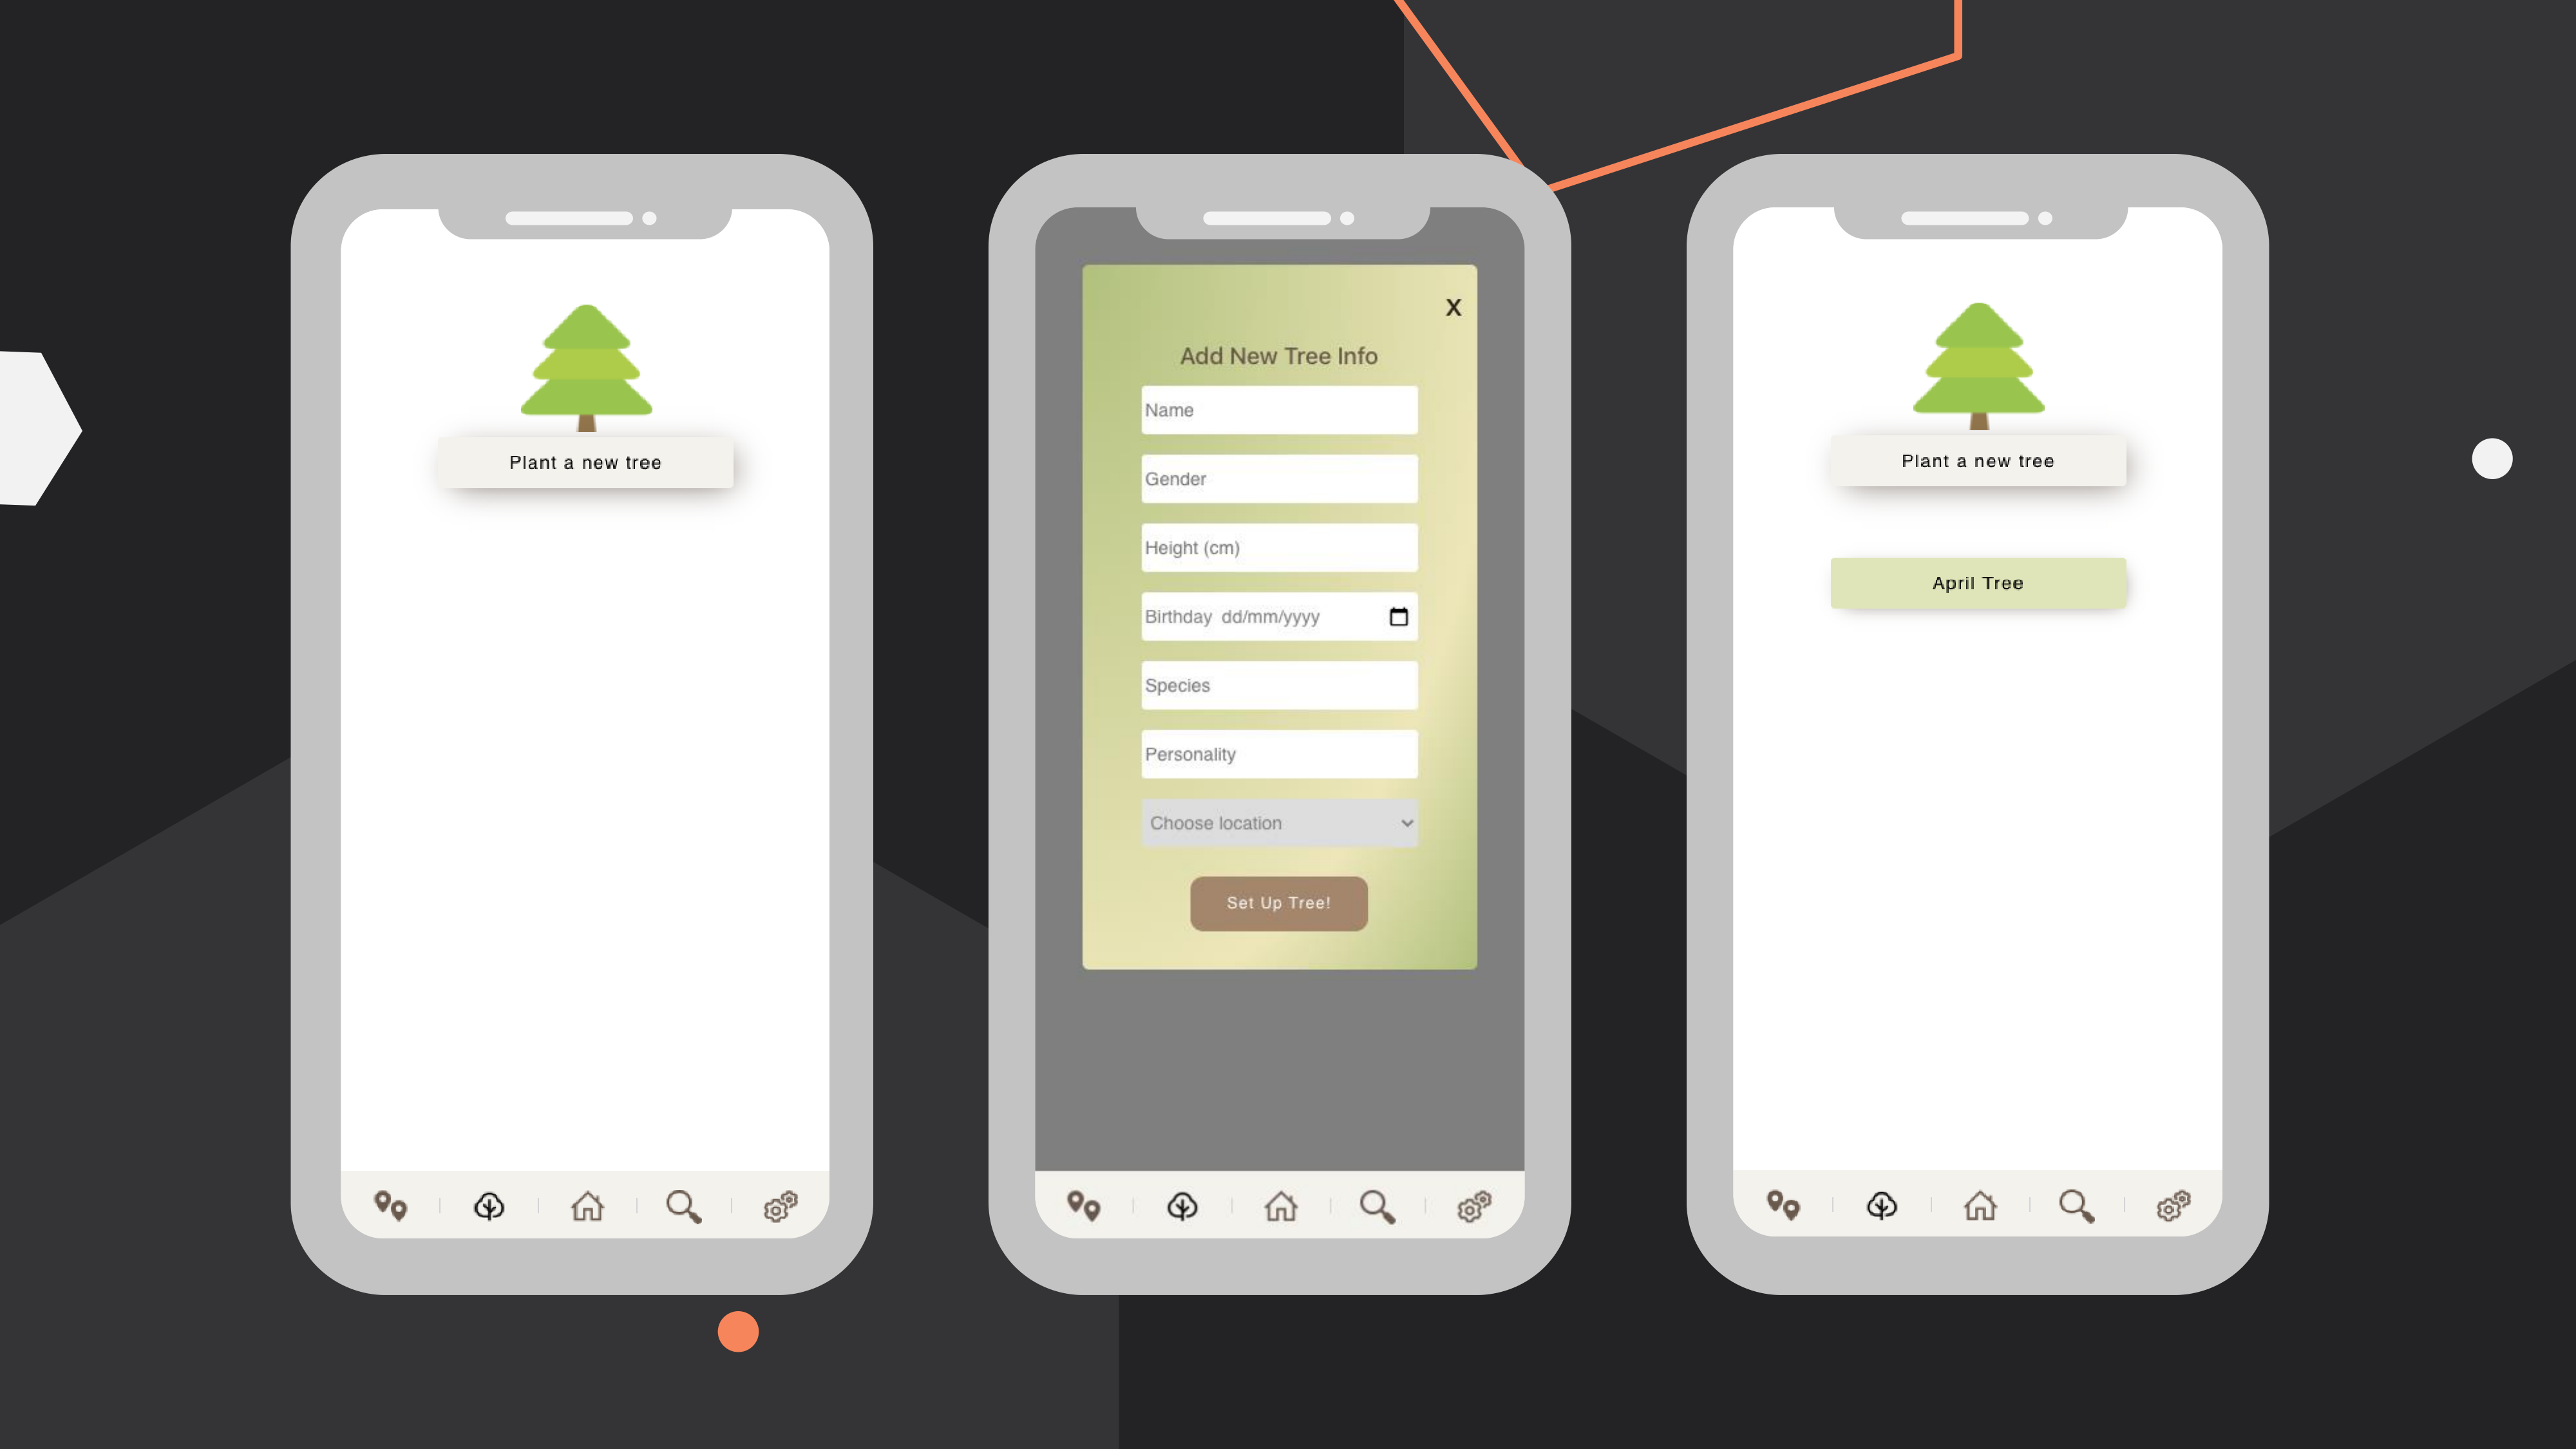 Plant a new tree
X
Add New Tree Info
Name
Gender
Height (cm)
Birthday dd/mm/yyyy
Species
Personality
Choose location
Set Up Tree!
Plant a new tree
April Tree